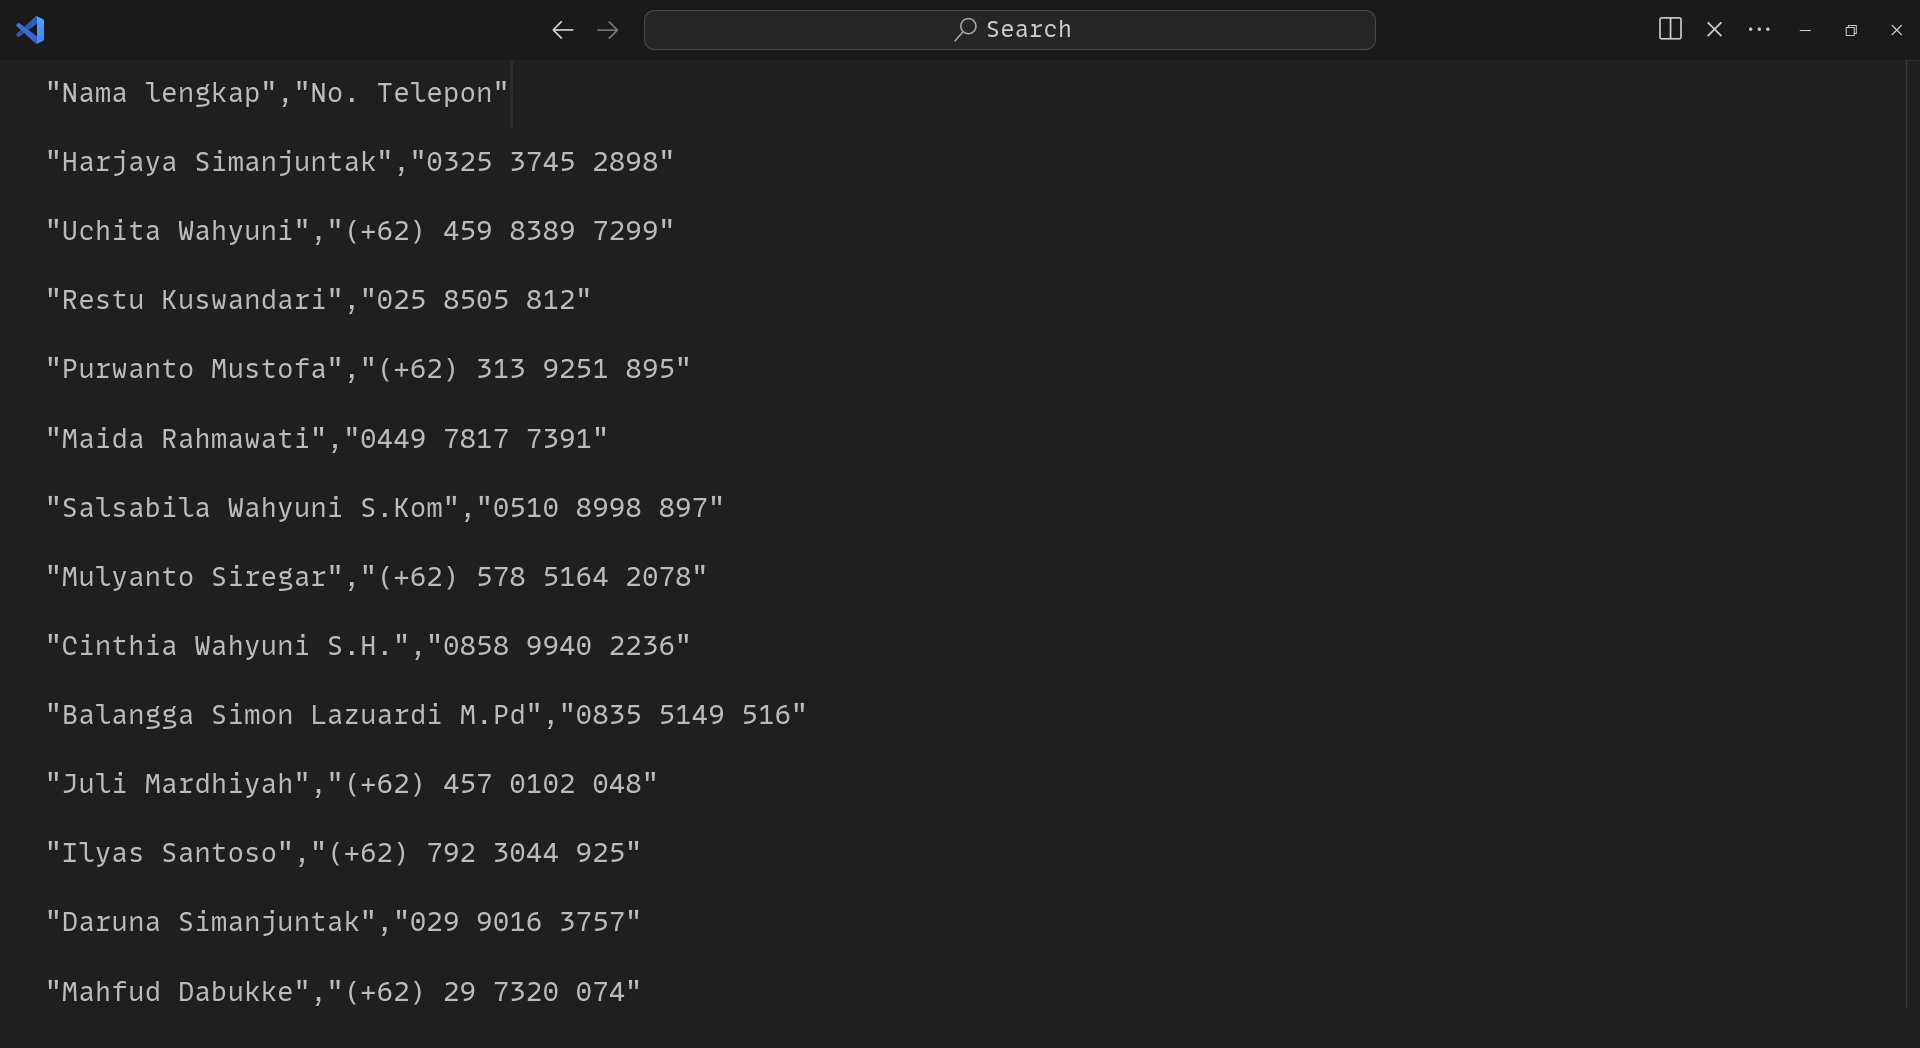 Search
"Nama lengkap","No. Telepon"
"Harjaya Simanjuntak","0325 3745 2898"
"Uchita Wahyuni","(+62) 459 8389 7299"
"Restu Kuswandari","025 8505 812"
"Purwanto Mustofa","(+62) 313 9251 895"
"Maida Rahmawati","0449 7817 7391"
"Salsabila Wahyuni S.Kom","0510 8998 897"
"Mulyanto Siregar","(+62) 578 5164 2078"
"Cinthia Wahyuni S.H.","0858 9940 2236"
"Balangga Simon Lazuardi M.Pd","0835 5149 516"
"Juli Mardhiyah","(+62) 457 0102 048"
"Ilyas Santoso","(+62) 792 3044 925"
"Daruna Simanjuntak","029 9016 3757"
"Mahfud Dabukke","(+62) 29 7320 074"